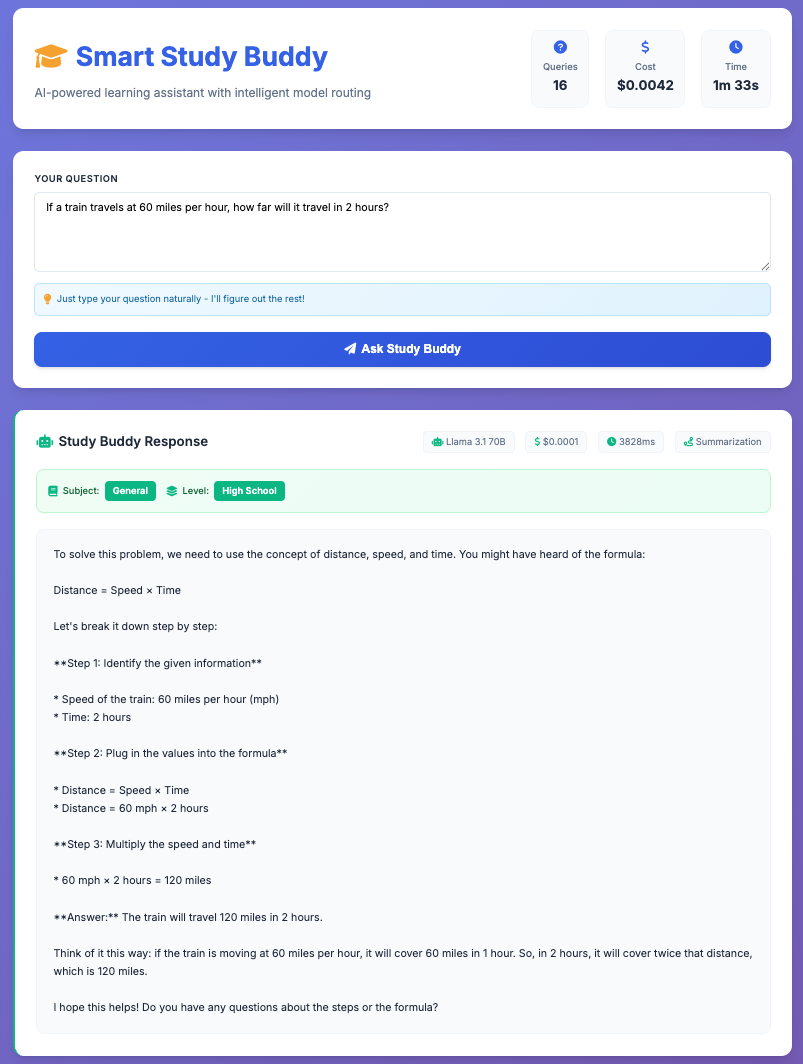 Smart Study Buddy
AI-powered learning assistant with intelligent model routing
Queries
16
Cost
$0.0042
Time
1m 33s
YOUR QUESTION
If a train travels at 60 miles per hour, how far will it travel in 2 hours?
Just type your question naturally - I'll figure out the rest!
Ask Study Buddy
Study Buddy Response
Llama 3.1 70B
$0.0001
3828ms
Summarization
Subject: General Level: High School
To solve this problem, we need to use the concept of distance, speed, and time. You might have heard of the formula:
Distance = Speed × Time
Let's break it down step by step:
**Step 1: Identify the given information**
* Speed of the train: 60 miles per hour (mph)
* Time: 2 hours
**Step 2: Plug in the values into the formula**
* Distance = Speed × Time
* Distance = 60 mph × 2 hours
**Step 3: Multiply the speed and time**
* 60 mph × 2 hours = 120 miles
**Answer:** The train will travel 120 miles in 2 hours.
Think of it this way: if the train is moving at 60 miles per hour, it will cover 60 miles in 1 hour. So, in 2 hours, it will cover twice that distance,
which is 120 miles.
I hope this helps! Do you have any questions about the steps or the formula?